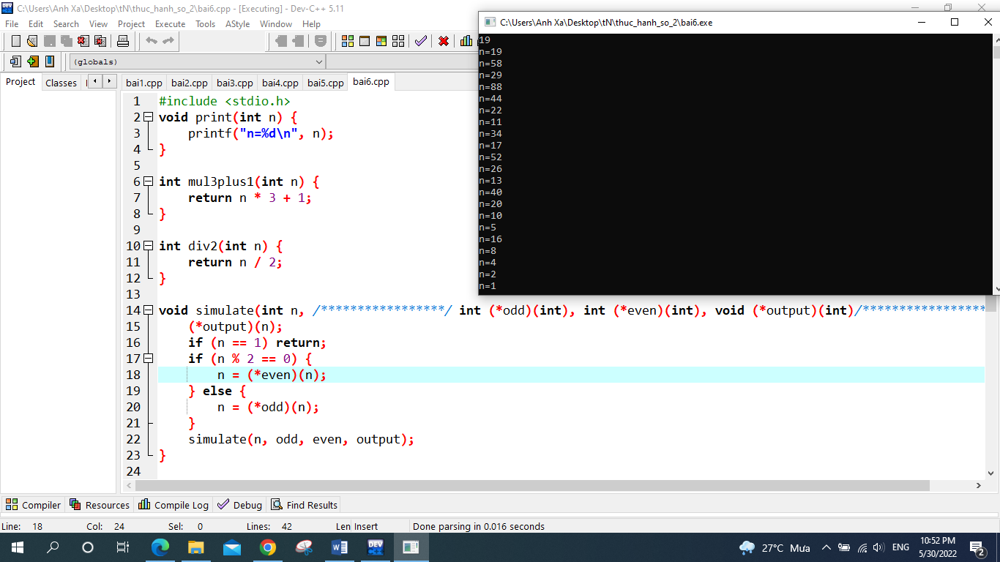 C:\Users\Anh Xa\Desktop\tN\thuc_hanh_so_2\bai6.cpp - [Executing] - Dev-C++ 5.11
File Edit Search View Project Execute Tools AStyle Window Help
(globals)
Project Classes
bai1.cpp bai2.cpp bai3.cpp bai4.cpp bai5.cpp bai6.cpp
1 #include <stdio.h>
2 void print(int n) {
3     printf("n=%d\n", n);
4 }
5
6 int mul3plus1(int n) {
7     return n * 3 + 1;
8 }
9
10 int div2(int n) {
11     return n / 2;
12 }
13
14 void simulate(int n, /*****************/ int (*odd)(int), int (*even)(int), void (*output)(int)/*****************
15     (*output)(n);
16     if (n == 1) return;
17     if (n % 2 == 0) {
18         n = (*even)(n);
19     } else {
20         n = (*odd)(n);
21     }
22     simulate(n, odd, even, output);
23 }
24
C:\Users\Anh Xa\Desktop\tN\thuc_hanh_so_2\bai6.exe
19
n=19
n=58
n=29
n=88
n=44
n=22
n=11
n=34
n=17
n=52
n=26
n=13
n=40
n=20
n=10
n=5
n=16
n=8
n=4
n=2
n=1
Compiler Resources Compile Log Debug Find Results
Line: 18 Col: 24 Sel: 0 Lines: 42 Len Insert Done parsing in 0.016 seconds
DEV
27°C Mưa ENG 10:52 PM
5/30/2022
2